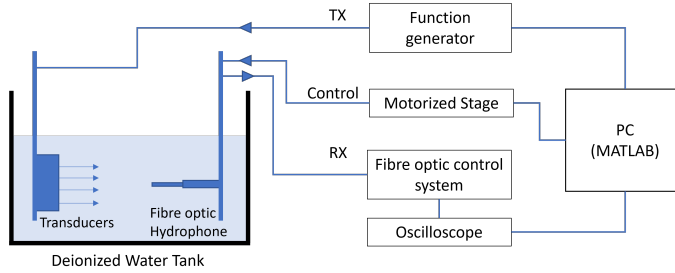 TX
Function
generator
Control
Motorized Stage
PC
(MATLAB)
RX
Fibre optic control
system
Transducers
Fibre optic
Hydrophone
Oscilloscope
Deionized Water Tank